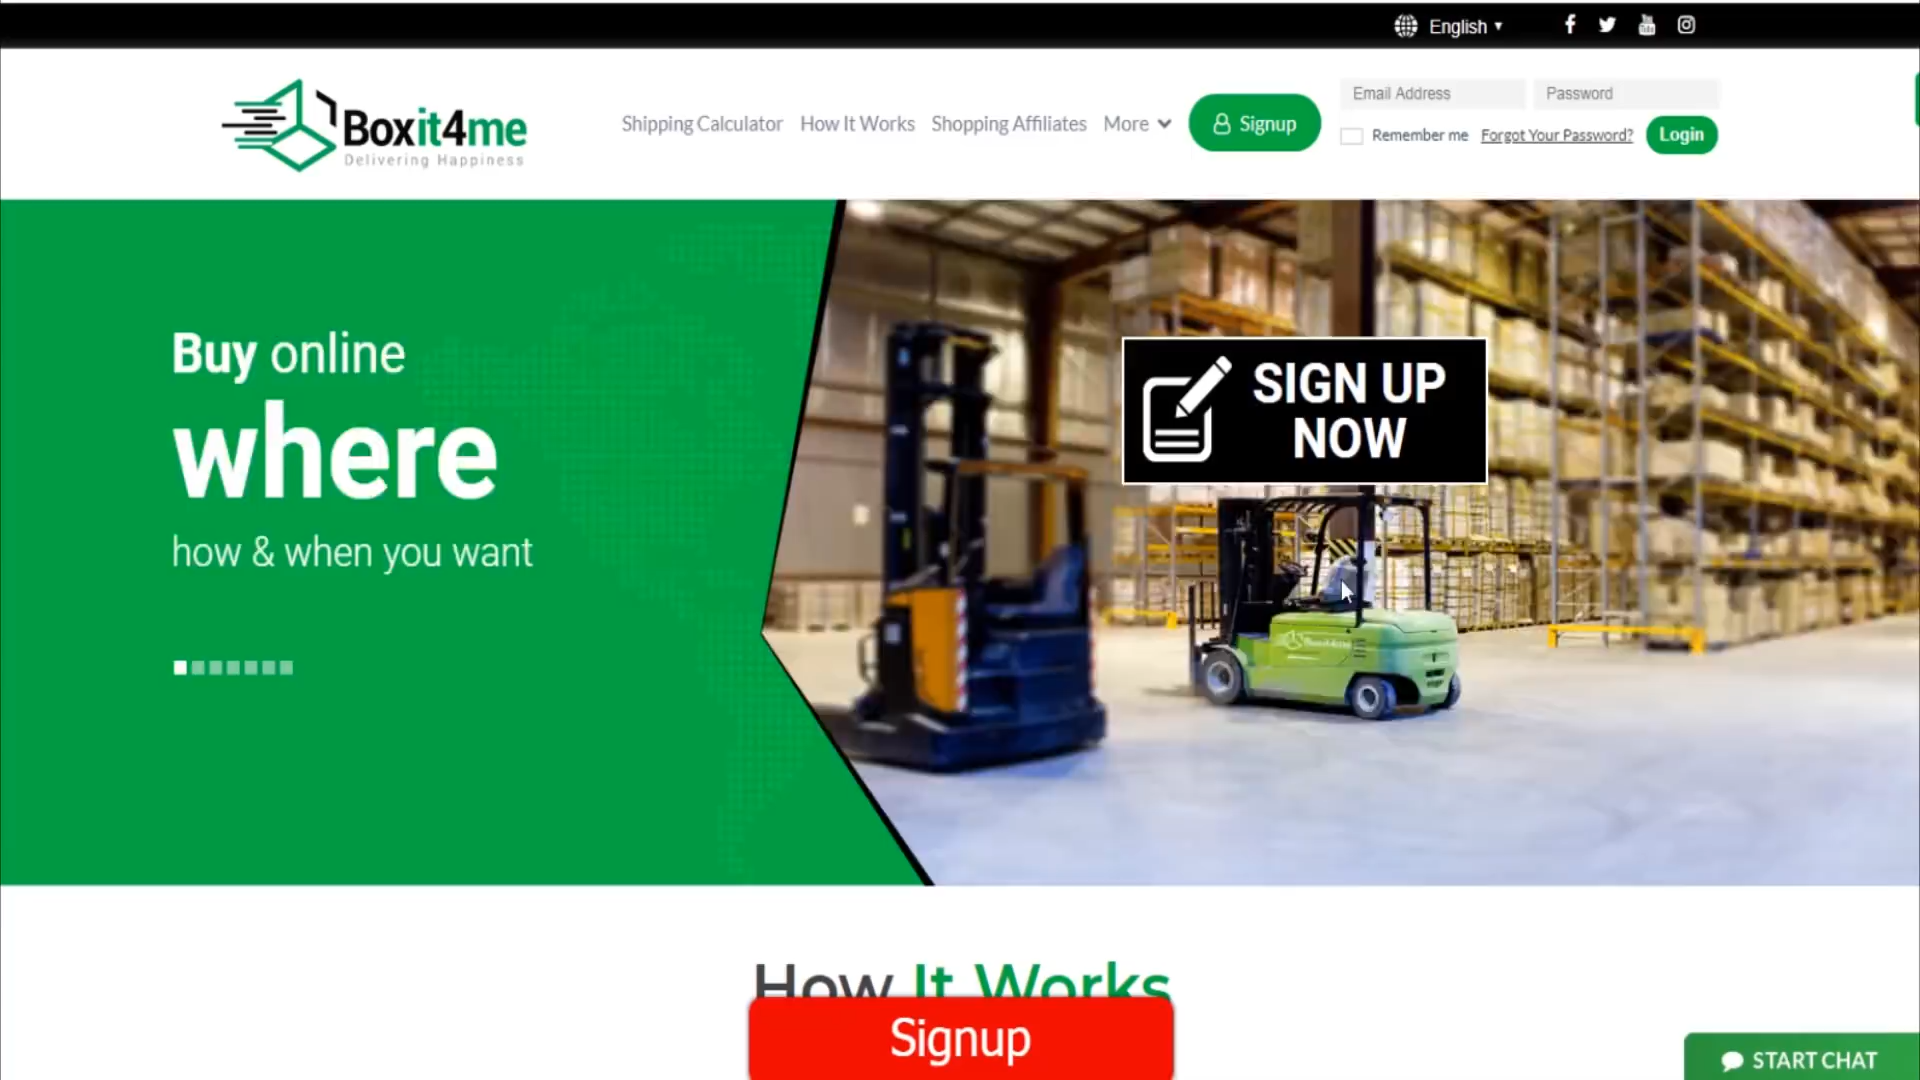 English
Boxit4me
Delivering Happiness
Shipping Calculator How It Works Shopping Affiliates More
Signup
Email Address Password
Remember me Forgot Your Password? Login
Buy online
where
how & when you want
SIGN UP
NOW
How It Works
Signup
START CHAT